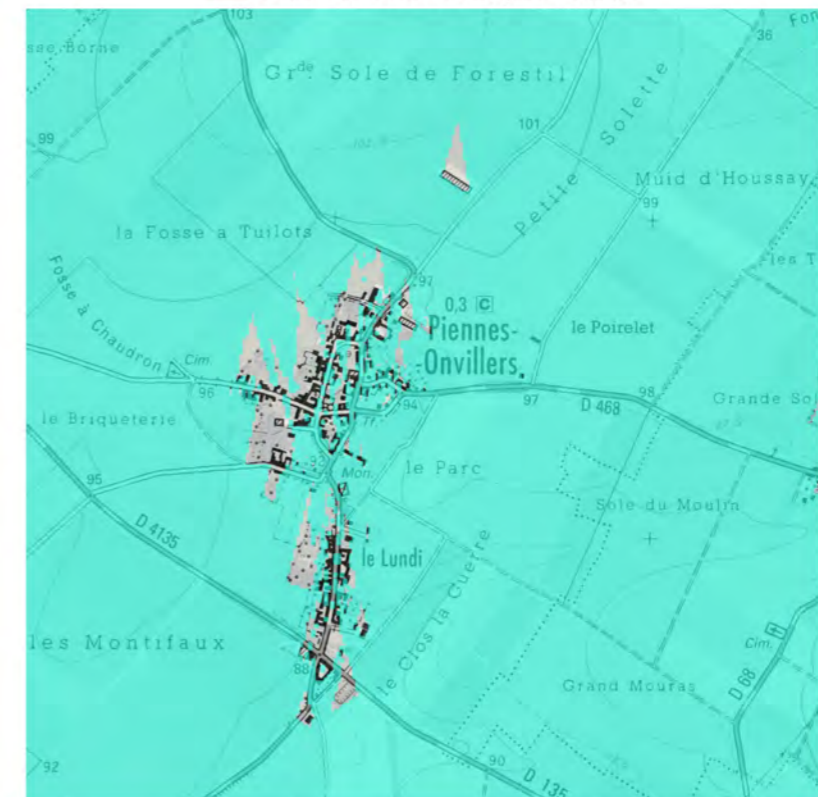 103
sse Borne
Grde Sole de Forestil
36
99
101
Petite Solette
Muid d'Houssay
99
la Fosse a Tuilots
les T
97
Fosse à Chaudron
0,3 C
Piennes-
Onvillers
le Poirelet
Cim.
96
94
97
D 468
98
Grande Sol
le Briqueterie
93
Mon.
le Parc
95
Sole du Moulin
D 4135
le Lundi
le Clos la Guerre
les Montifaux
Cim.
88
D 68
Grand Mouras
92
90
D 135